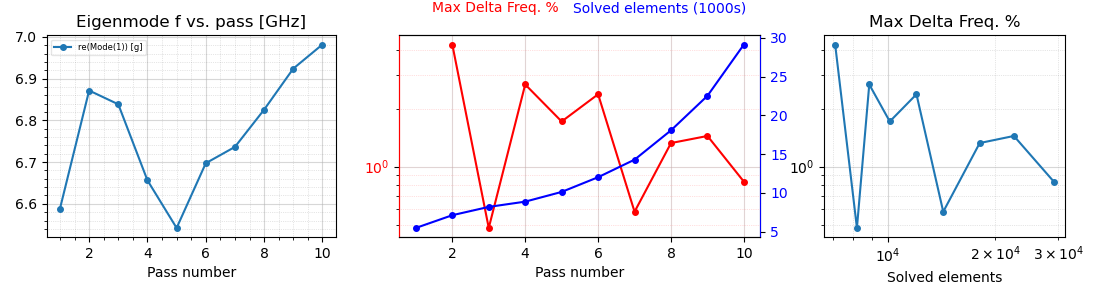 Eigenmode f vs. pass [GHz]
re(Mode(1)) [g]
7.0
6.9
6.8
6.7
6.6
2 4 6 8 10
Pass number
Max Delta Freq. % Solved elements (1000s)
10⁰
30
25
20
15
10
5
2 4 6 8 10
Pass number
Max Delta Freq. %
10⁰
10⁴ 2 × 10⁴ 3 × 10⁴
Solved elements